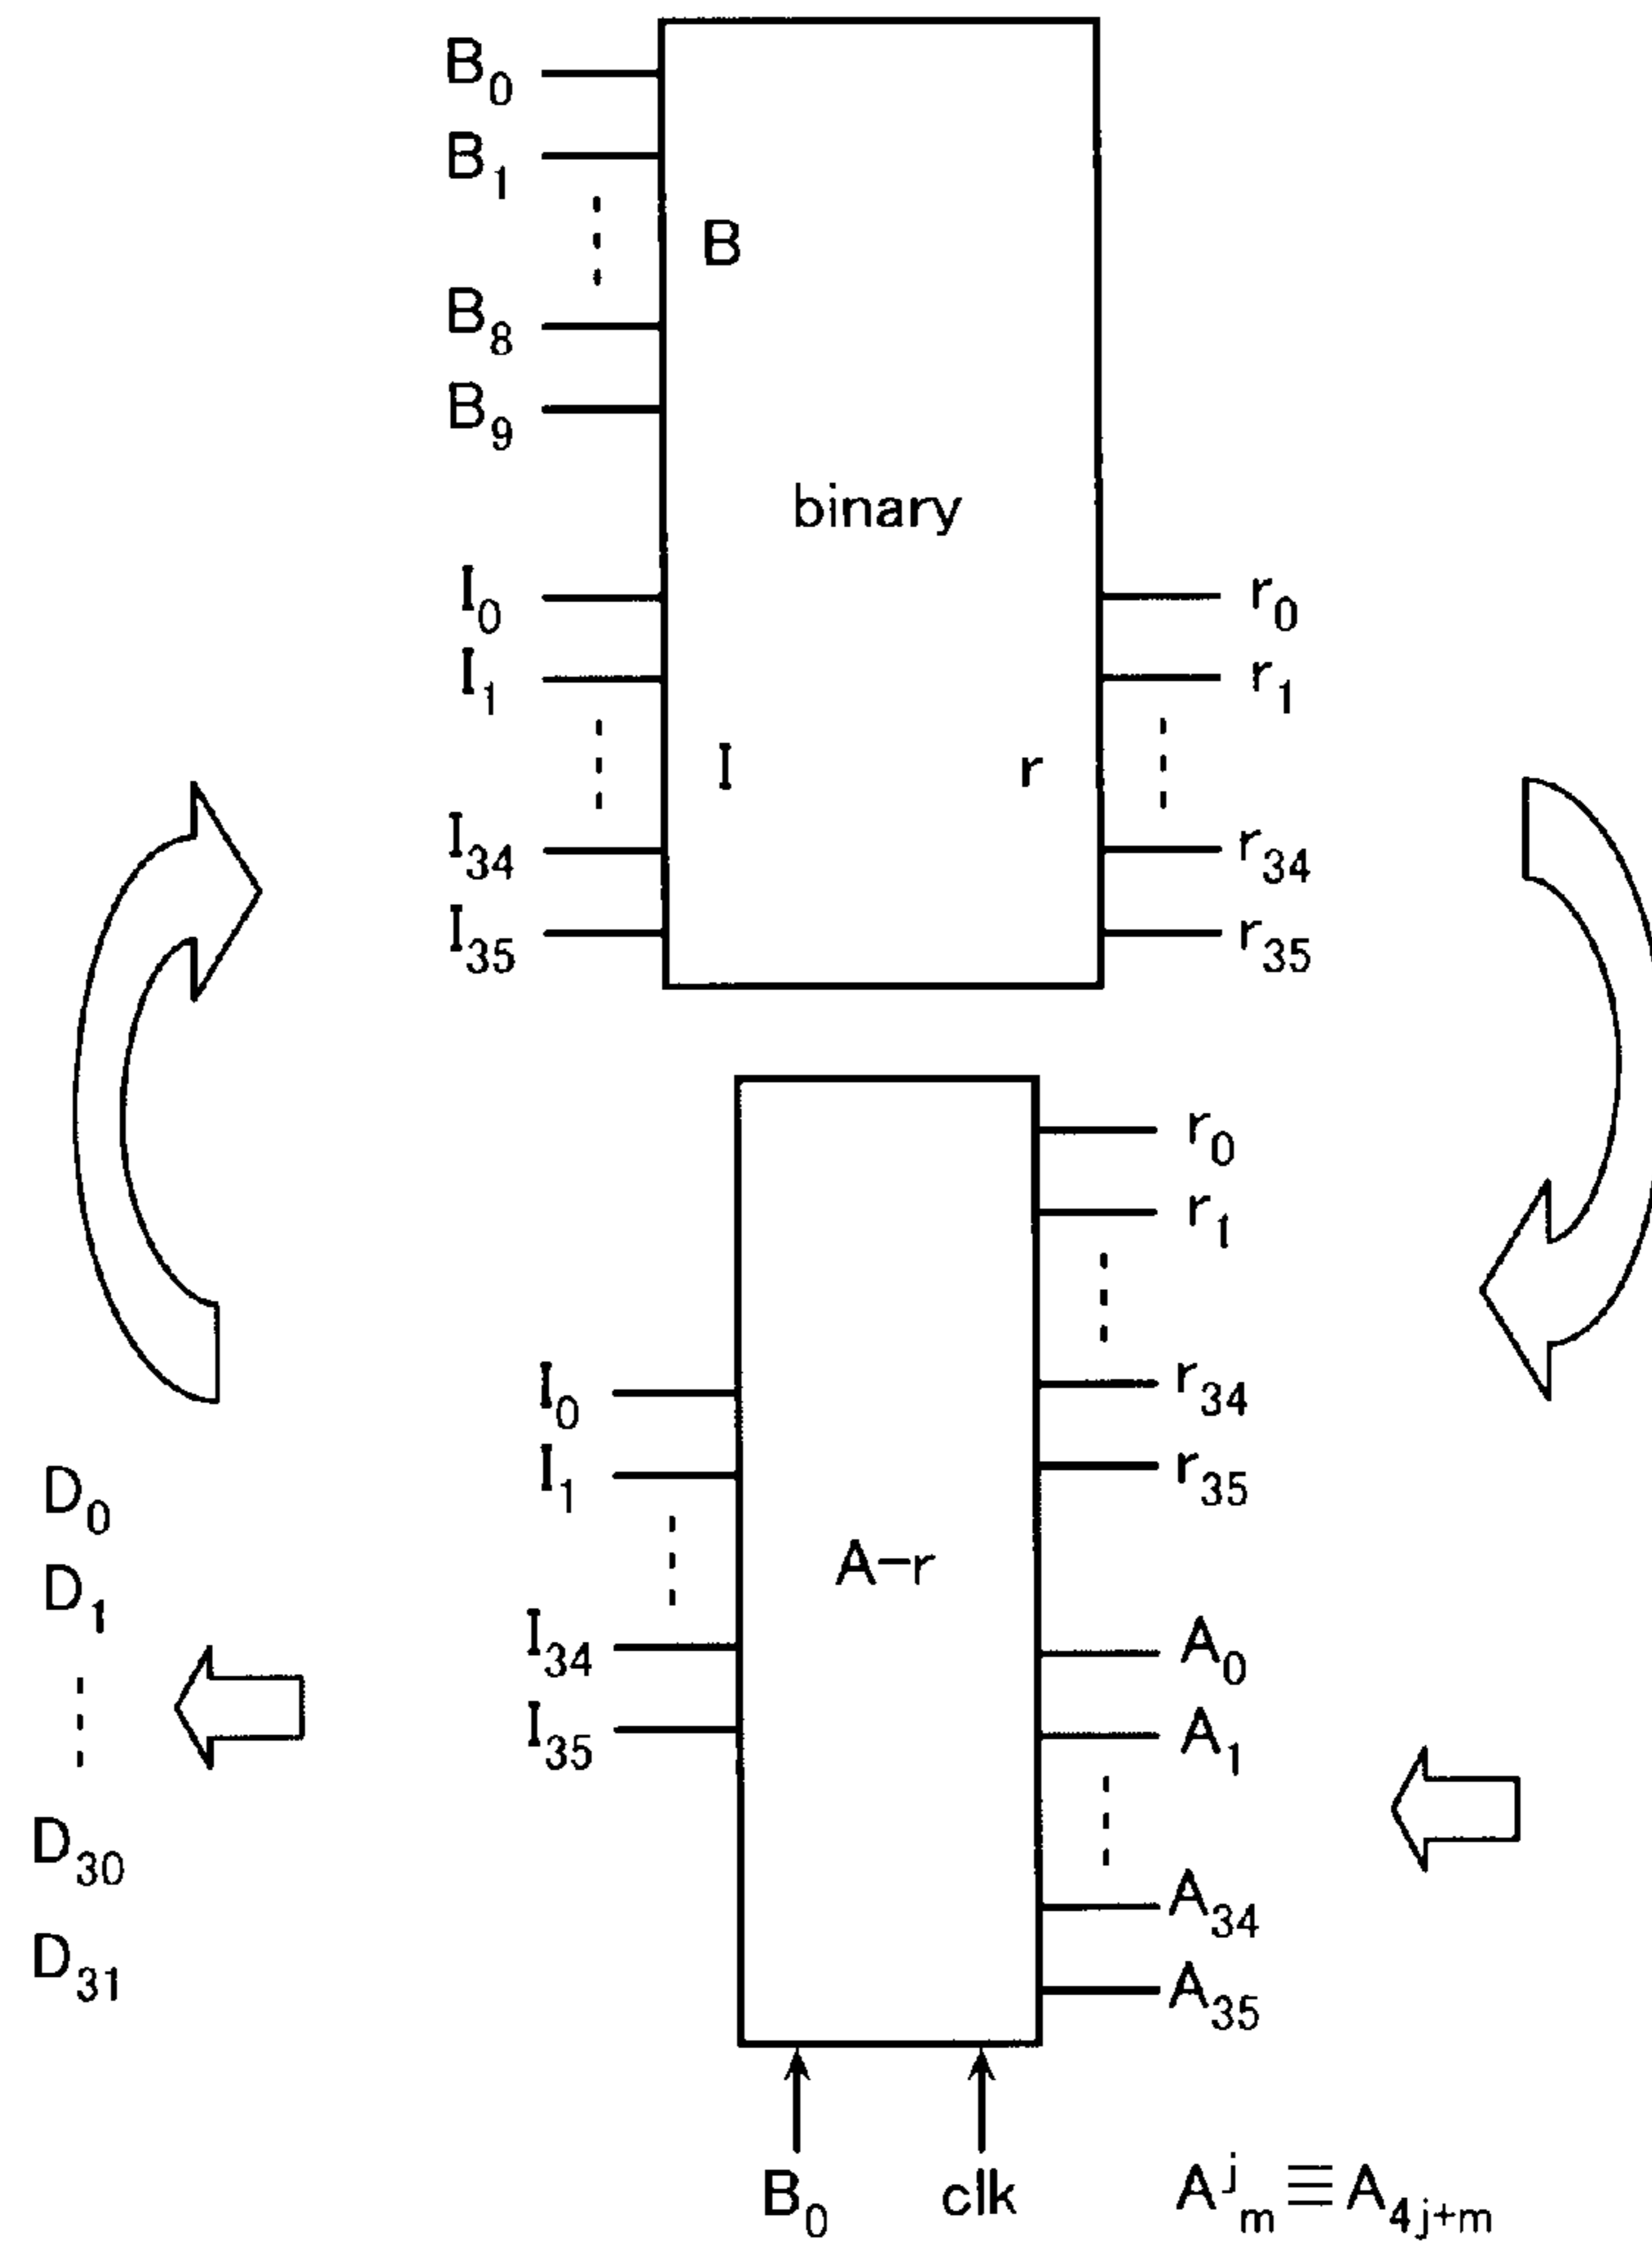 B₀
B₁
B
B₈
B₉
binary
I₀ r₀
I₁ r₁
I r
I₃₄ r₃₄
I₃₅ r₃₅
r₀
r₁
I₀ r₃₄
I₁ r₃₅
D₀
D₁
A-r
I₃₄ A₀
I₃₅ A₁
D₃₀
D₃₁
A₃₄
A₃₅
B₀ clk Aʲₘ≡A₄ⱼ₊ₘ